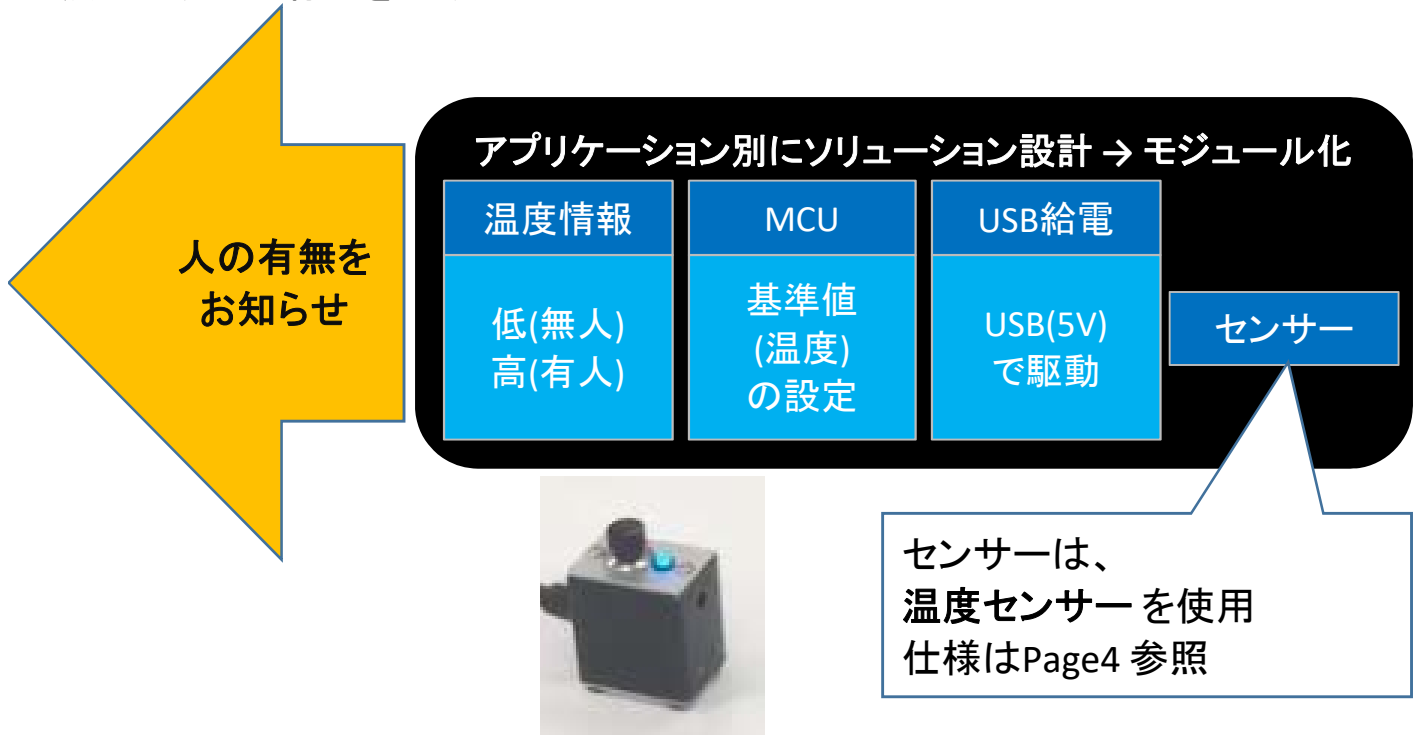 アプリケーション別にソリューション設計 → モジュール化
人の有無を
お知らせ
温度情報
低(無人)
高(有人)
MCU
基準値
(温度)
の設定
USB給電
USB(5V)
で駆動
センサー
センサーは、
温度センサー を使用
仕様はPage4 参照